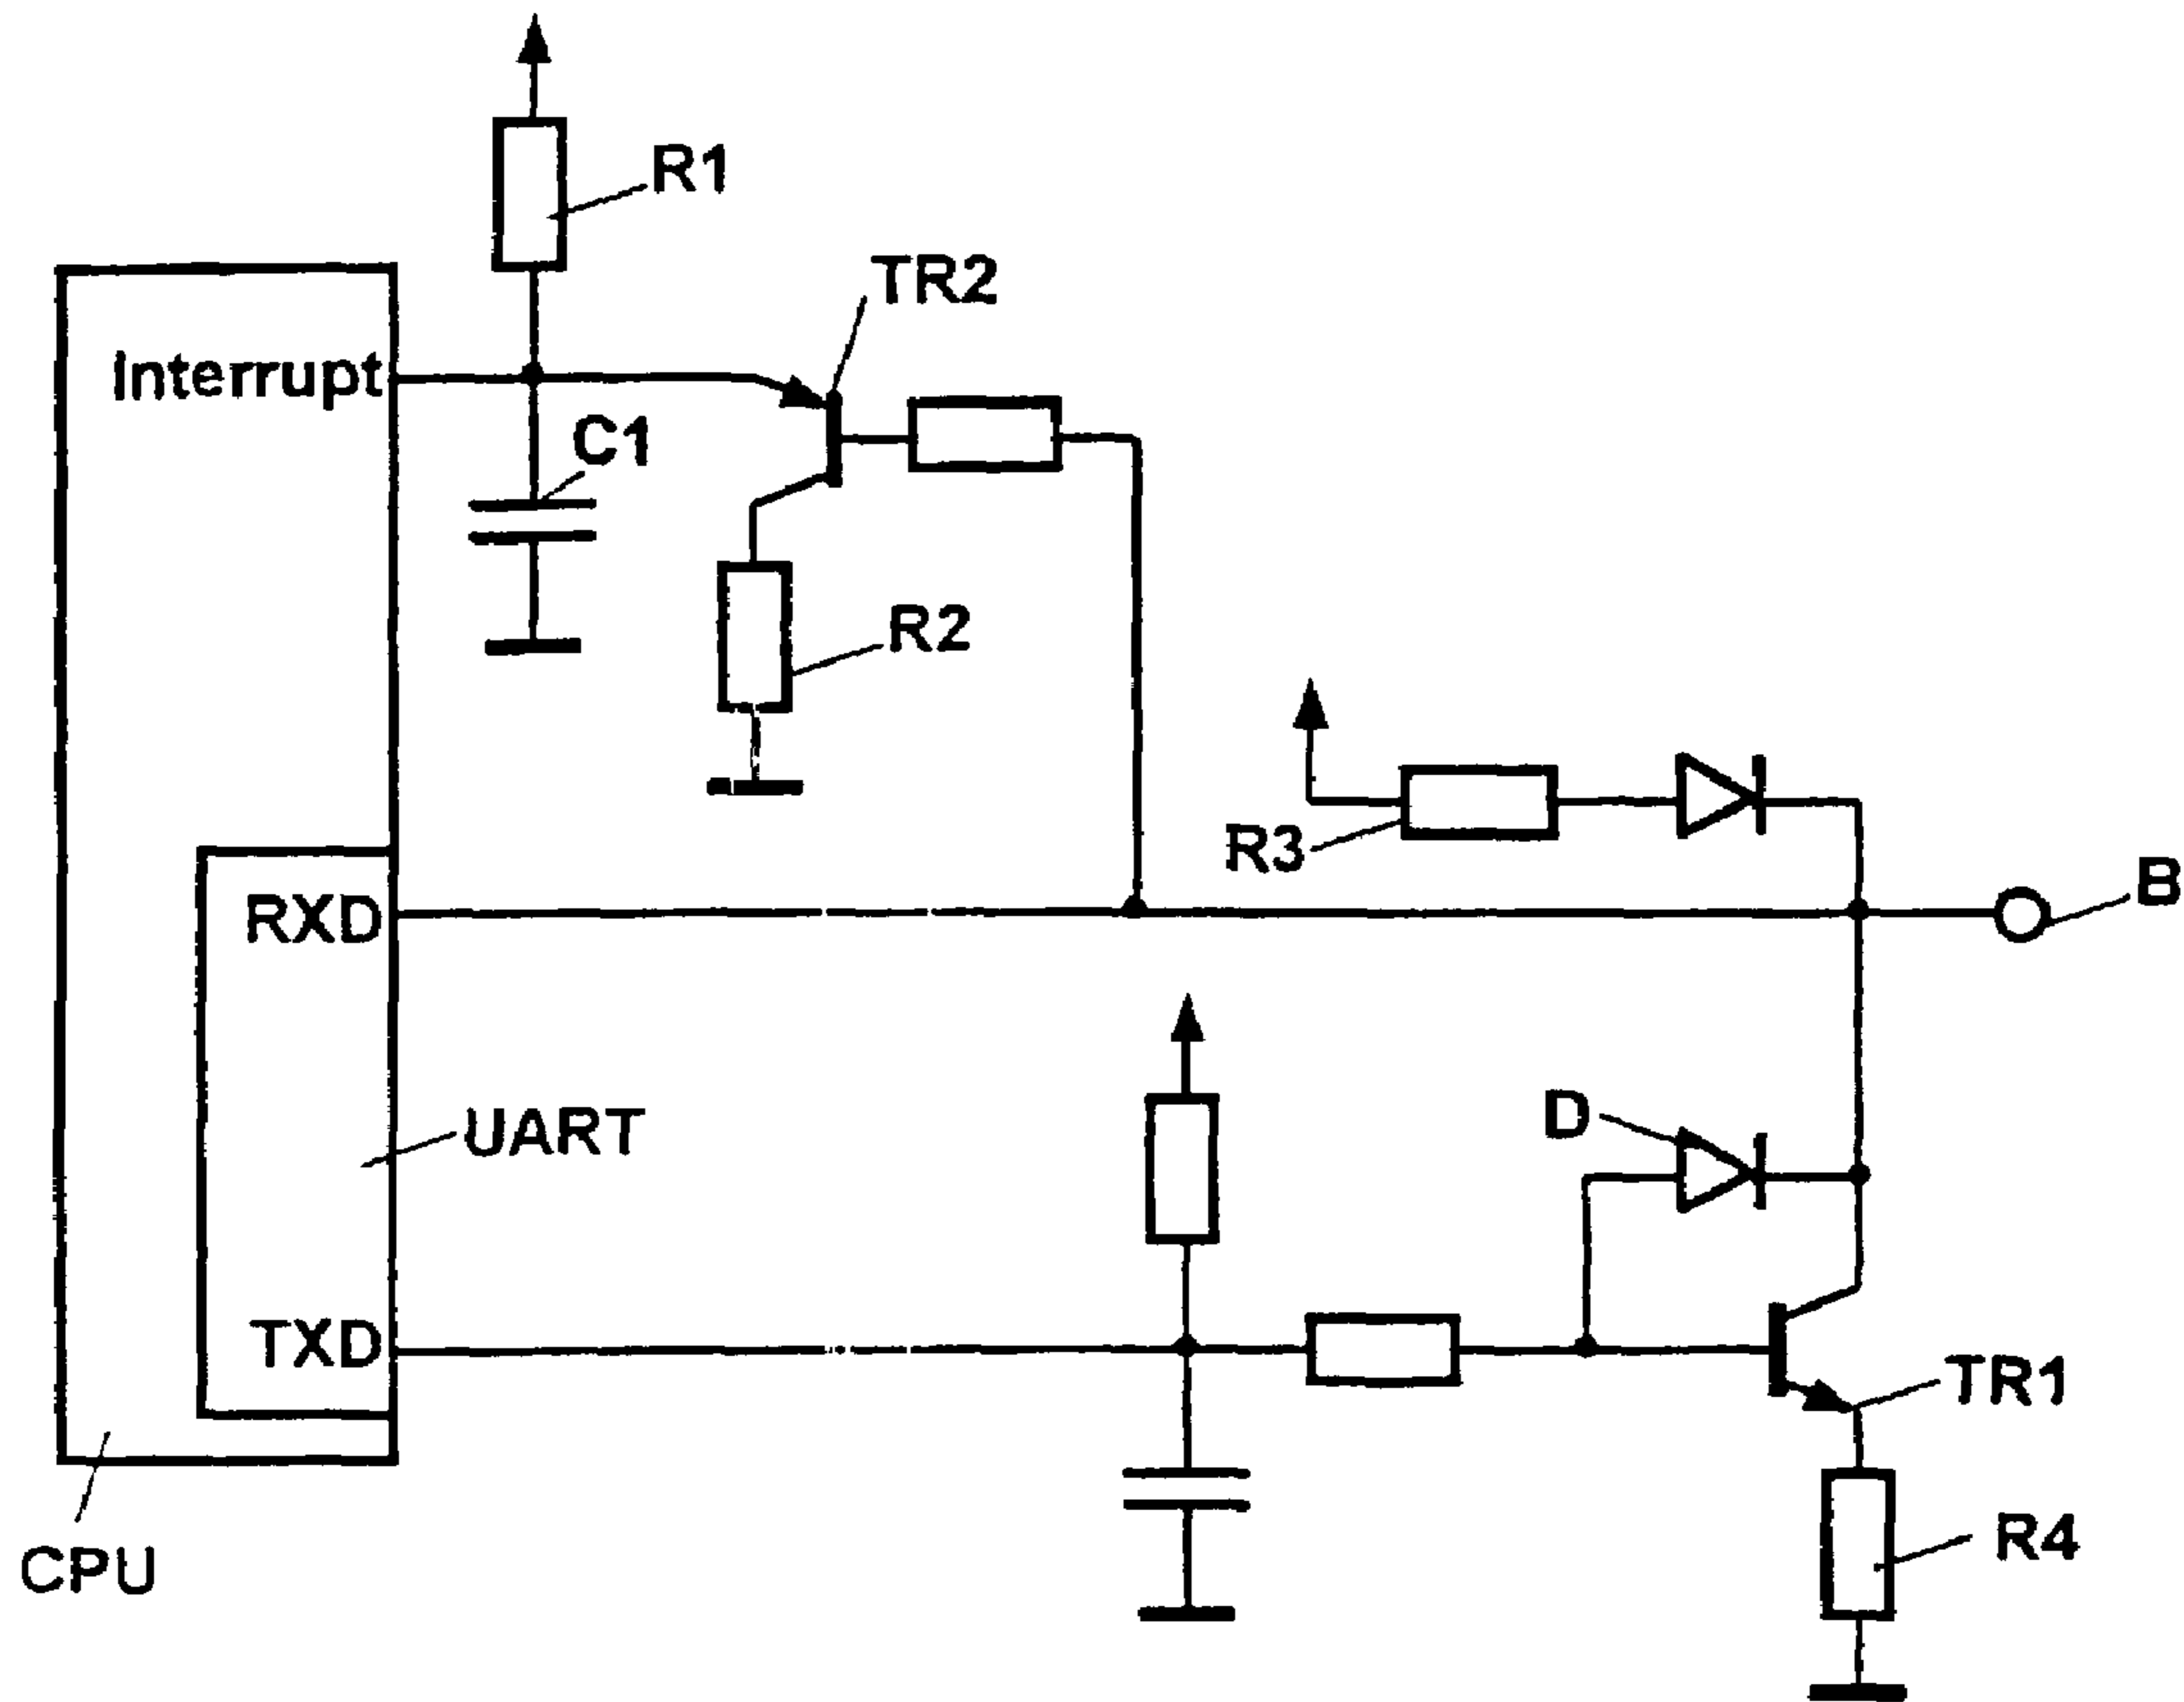 R1
TR2
Interrupt
C1
R2
R3
B
RXD
D
UART
TXD
TR1
R4
CPU